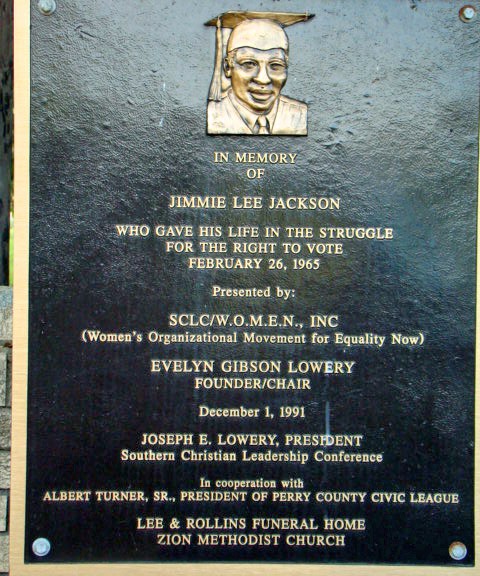 IN MEMORY
OF
JIMMIE LEE JACKSON
WHO GAVE HIS LIFE IN THE STRUGGLE
FOR THE RIGHT TO VOTE
FEBRUARY 26, 1965
Presented by:
SCLC/W.O.M.E.N., INC
(Women's Organizational Movement for Equality Now)
EVELYN GIBSON LOWERY
FOUNDER/CHAIR
December 1, 1991
JOSEPH E. LOWERY, PRESIDENT
Southern Christian Leadership Conference
In cooperation with
ALBERT TURNER, SR., PRESIDENT OF PERRY COUNTY CIVIC LEAGUE
LEE & ROLLINS FUNERAL HOME
ZION METHODIST CHURCH